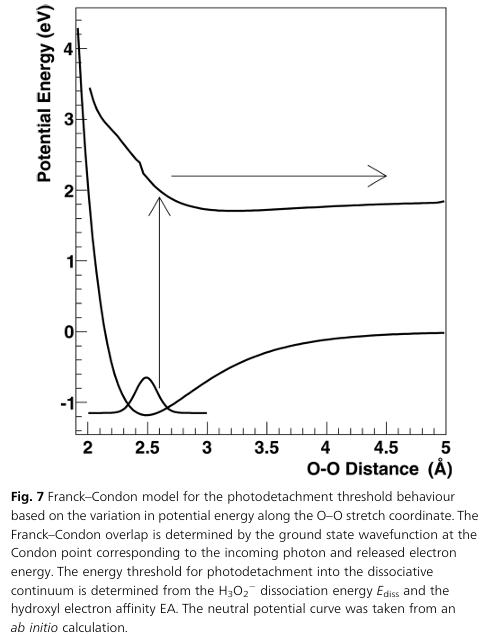 Potential Energy (eV)
4
3
2
1
0
-1
2 2.5 3 3.5 4 4.5 5
O-O Distance (Å)
Fig. 7 Franck–Condon model for the photodetachment threshold behaviour
based on the variation in potential energy along the O–O stretch coordinate. The
Franck–Condon overlap is determined by the ground state wavefunction at the
Condon point corresponding to the incoming photon and released electron
energy. The energy threshold for photodetachment into the dissociative
continuum is determined from the H₃O₂⁻ dissociation energy Ediss and the
hydroxyl electron affinity EA. The neutral potential curve was taken from an
ab initio calculation.